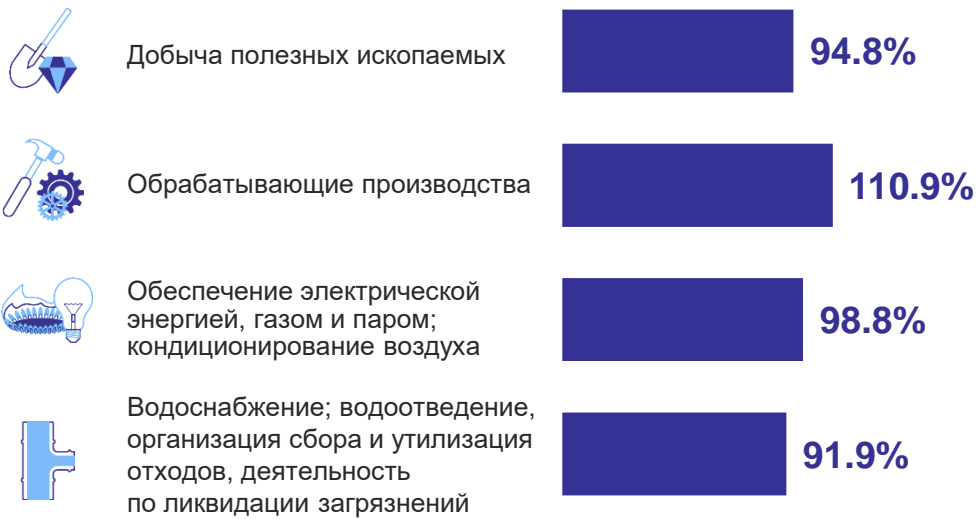 Добыча полезных ископаемых
94.8%
Обрабатывающие производства
110.9%
Обеспечение электрической
энергией, газом и паром;
кондиционирование воздуха
98.8%
Водоснабжение; водоотведение,
организация сбора и утилизация
отходов, деятельность
по ликвидации загрязнений
91.9%